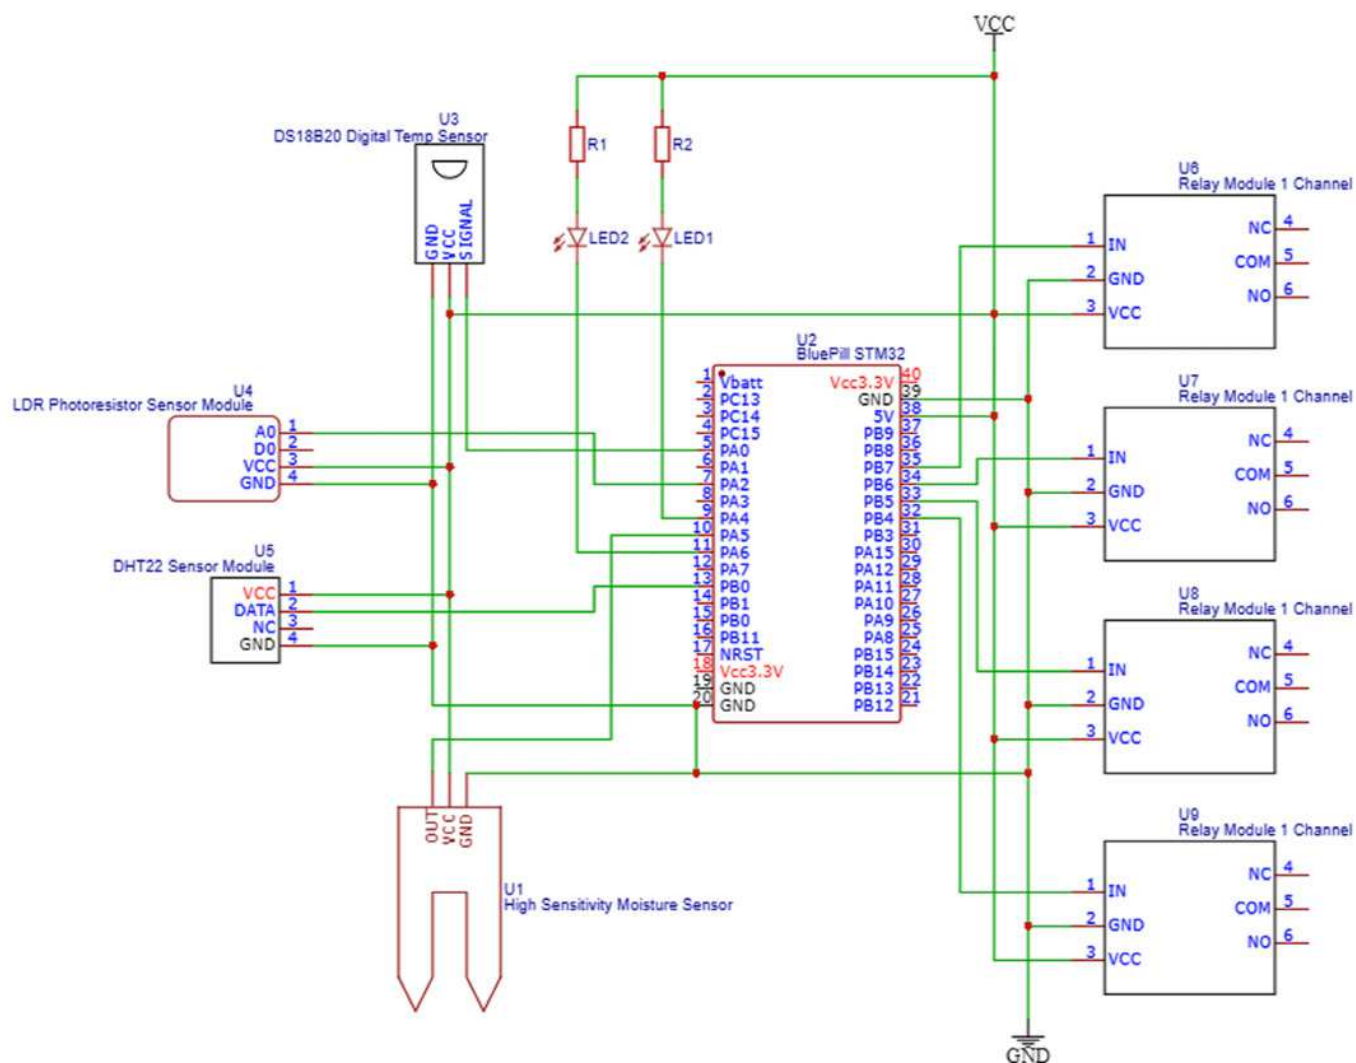 VCC
U3
DS18B20 Digital Temp Sensor
GND
VCC
SIGNAL
R1
R2
LED2
LED1
U6
Relay Module 1 Channel
1 IN
2 GND
3 VCC
NC 4
COM 5
NO 6
U4
LDR Photoresistor Sensor Module
A0 1
D0 2
VCC 3
GND 4
U2
BluePill STM32
1 Vbatt
2 PC13
3 PC14
4 PC15
5 PA0
6 PA1
7 PA2
8 PA3
9 PA4
10 PA5
11 PA6
12 PA7
13 PB0
14 PB1
15 PB0
16 PB11
17 NRST
18 Vcc3.3V
19 GND
20 GND
Vcc3.3V 40
GND 39
5V 38
PB9 37
PB8 36
PB7 35
PB6 34
PB5 33
PB4 32
PB3 31
PA15 30
PA12 29
PA11 28
PA10 27
PA9 26
PA8 25
PB15 24
PB14 23
PB13 22
PB12 21
U7
Relay Module 1 Channel
1 IN
2 GND
3 VCC
NC 4
COM 5
NO 6
U5
DHT22 Sensor Module
VCC 1
DATA 2
NC 3
GND 4
U8
Relay Module 1 Channel
1 IN
2 GND
3 VCC
NC 4
COM 5
NO 6
OUT
VCC
GND
U1
High Sensitivity Moisture Sensor
U9
Relay Module 1 Channel
1 IN
2 GND
3 VCC
NC 4
COM 5
NO 6
GND